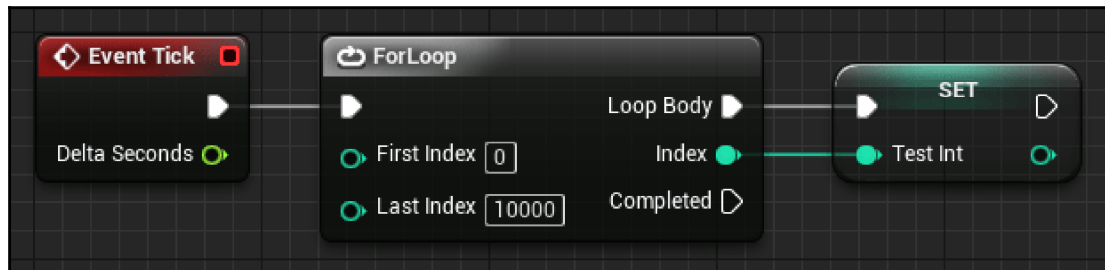 Event Tick
Delta Seconds
ForLoop
Loop Body
First Index 0
Index
Last Index 10000
Completed
SET
Test Int